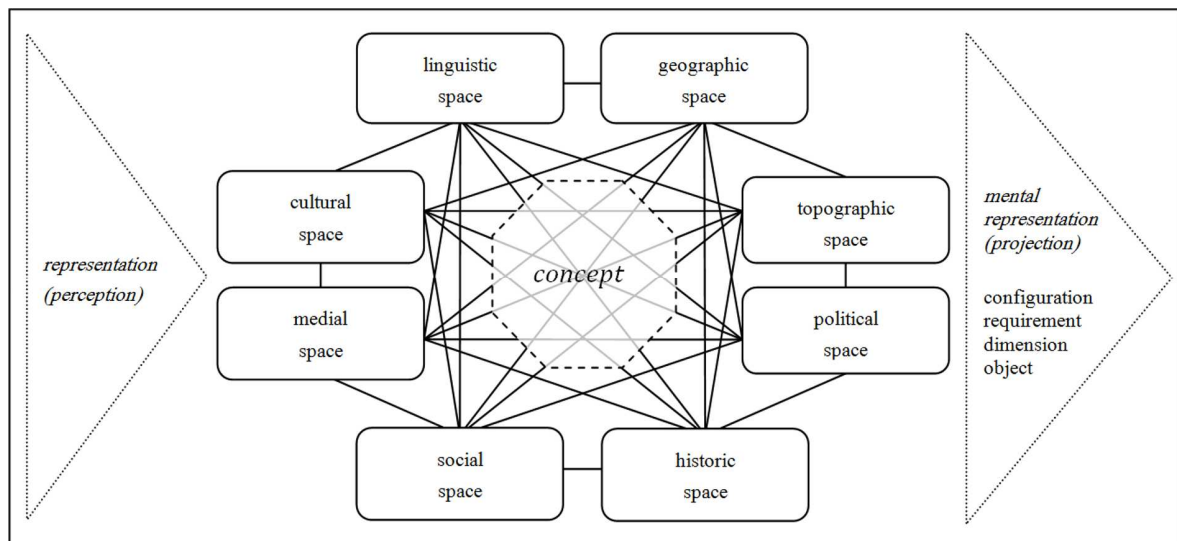 representation
(perception)
linguistic
space
geographic
space
cultural
space
topographic
space
concept
medial
space
political
space
social
space
historic
space
mental
representation
(projection)
configuration
requirement
dimension
object